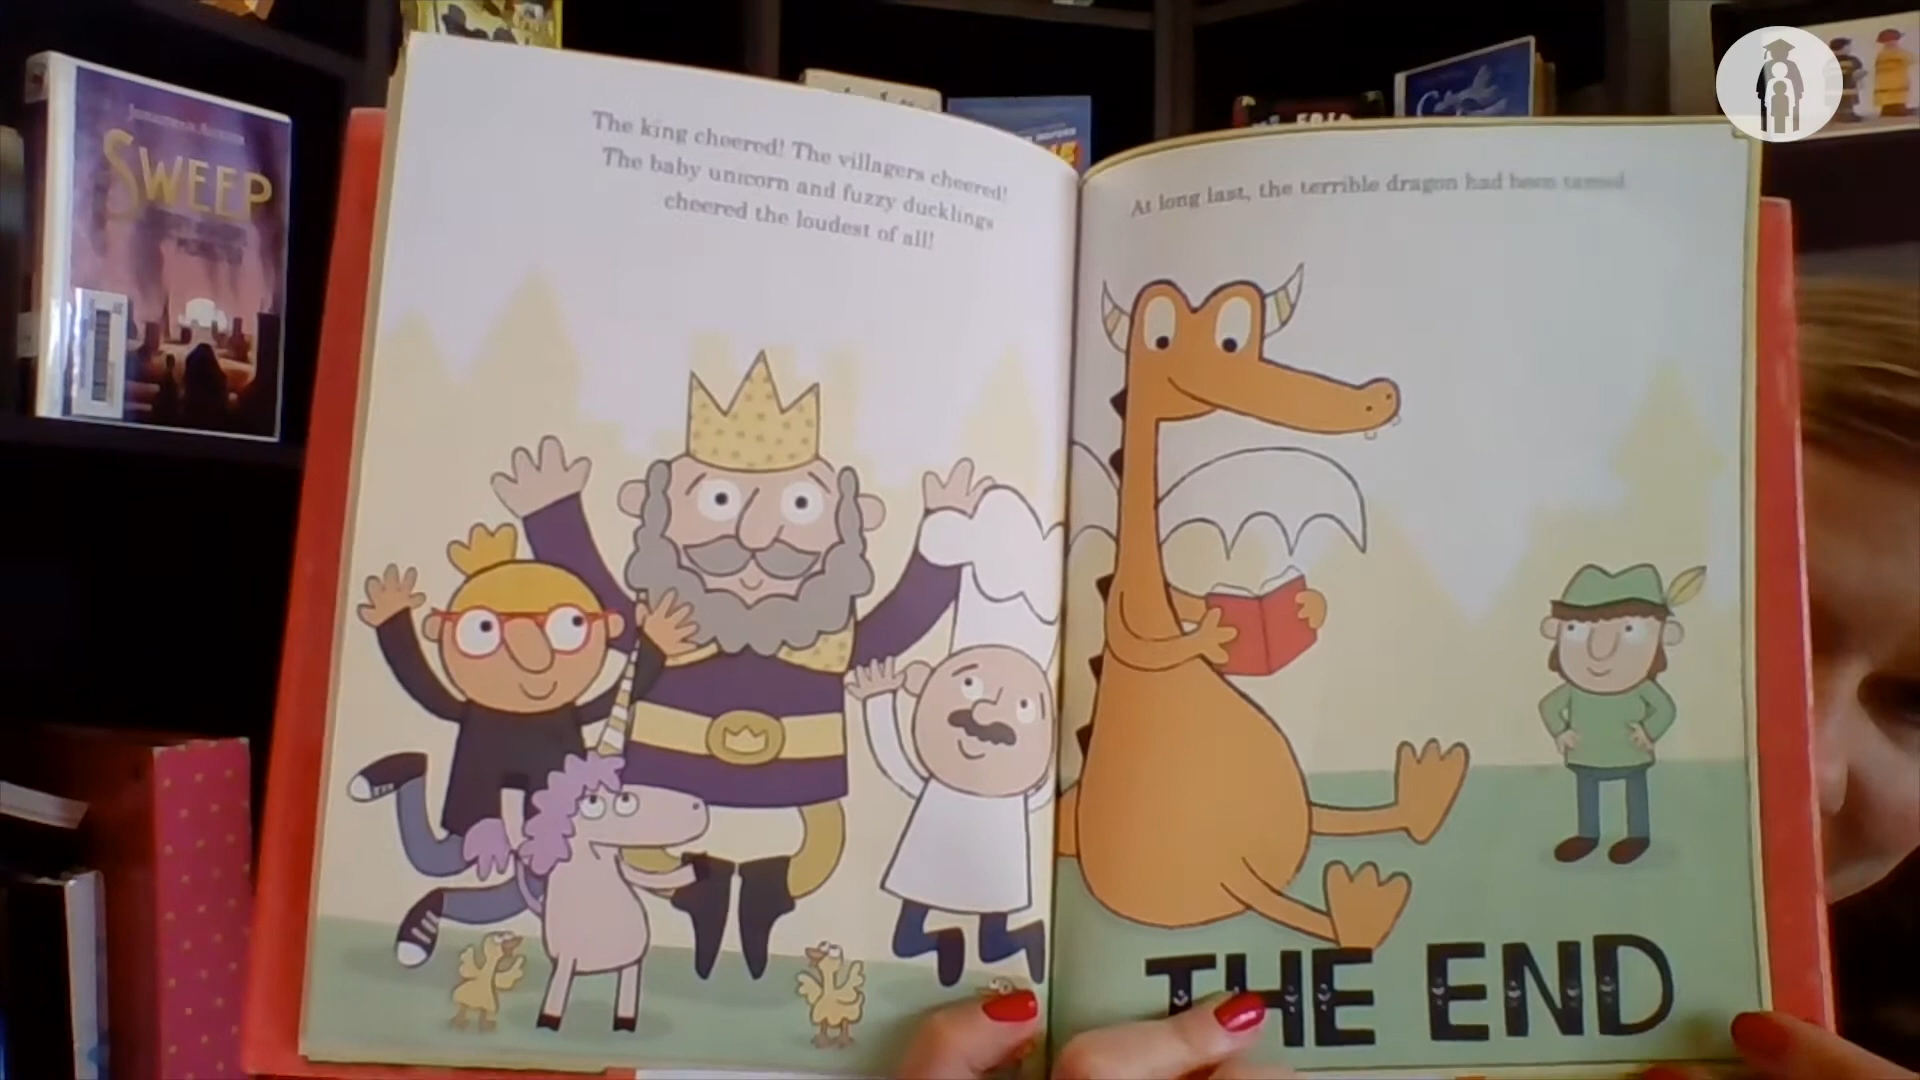 SWEEP
The king cheered! The villagers cheered!
The baby unicorn and fuzzy ducklings
cheered the loudest of all!
At long last, the terrible dragon had been tamed.
THE END